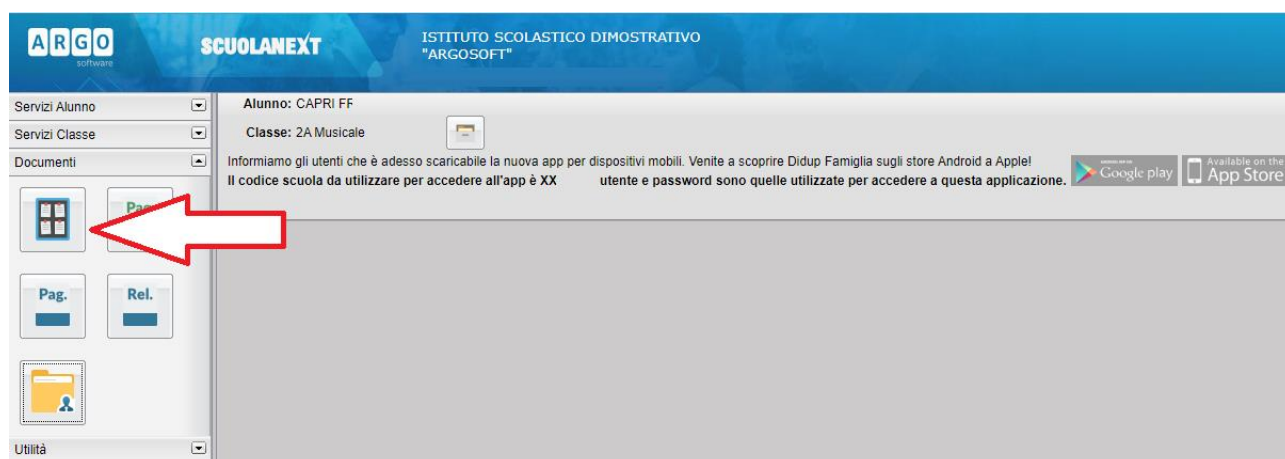 ARGO
software
SCUOLANEXT
ISTITUTO SCOLASTICO DIMOSTRATIVO
"ARGOSOFT"
Servizi Alunno
Servizi Classe
Documenti
Pag.
Rel.
Utilità
Alunno: CAPRI FF
Classe: 2A Musicale
Informiamo gli utenti che è adesso scaricabile la nuova app per dispositivi mobili. Venite a scoprire Didup Famiglia sugli store Android a Apple!
Il codice scuola da utilizzare per accedere all'app è XX utente e password sono quelle utilizzate per accedere a questa applicazione.
Google play
Available on the
App Store